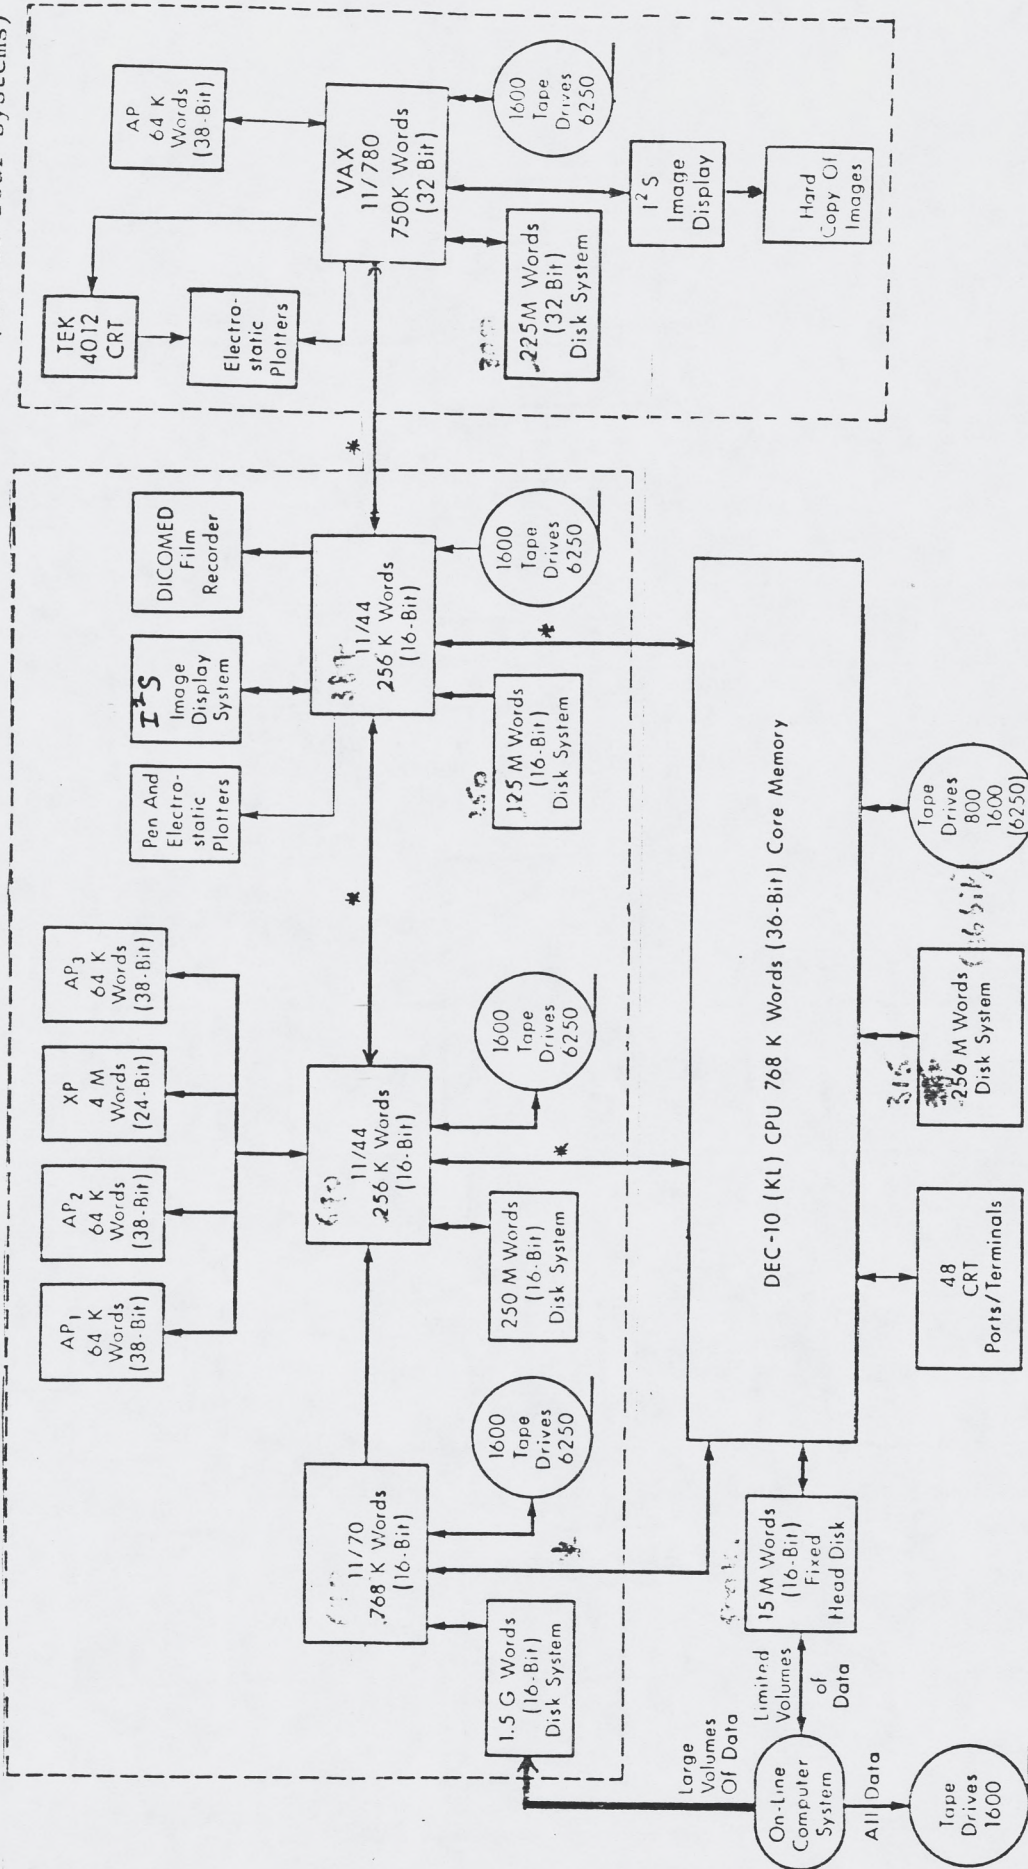 Systems)
AP1
64 K
Words
(38-Bit)
AP2
64 K
Words
(38-Bit)
XP
4 M
Words
(24-Bit)
AP3
64 K
Words
(38-Bit)
Pen And
Electro-
static
Plotters
I²S
Image
Display
System
DICOMED
Film
Recorder
TEK
4012
CRT
Electro-
static
Plotters
AP
64 K
Words
(38-Bit)
11/70
768 K Words
(16-Bit)
11/44
256 K Words
(16-Bit)
11/44
256 K Words
(16-Bit)
VAX
11/780
750K Words
(32 Bit)
*
*
1.5 G Words
(16-Bit)
Disk System
*
1600
Tape
Drives
6250
250 M Words
(16-Bit)
Disk System
*
1600
Tape
Drives
6250
125 M Words
(16-Bit)
Disk System
*
1600
Tape
Drives
6250
225M Words
(32 Bit)
Disk System
I²S
Image
Display
1600
Tape
Drives
6250
Hard
Copy Of
Images
Large
Volumes
Of Data
On-Line
Computer
System
Limited
Volumes
of
Data
15 M Words
(16-Bit)
Fixed
Head Disk
DEC-10 (KL) CPU 768 K Words (36-Bit) Core Memory
All Data
Tape
Drives
1600
48
CRT
Ports/Terminals
315
256 M Words
Disk System
Tape
Drives
800
1600
(6250)